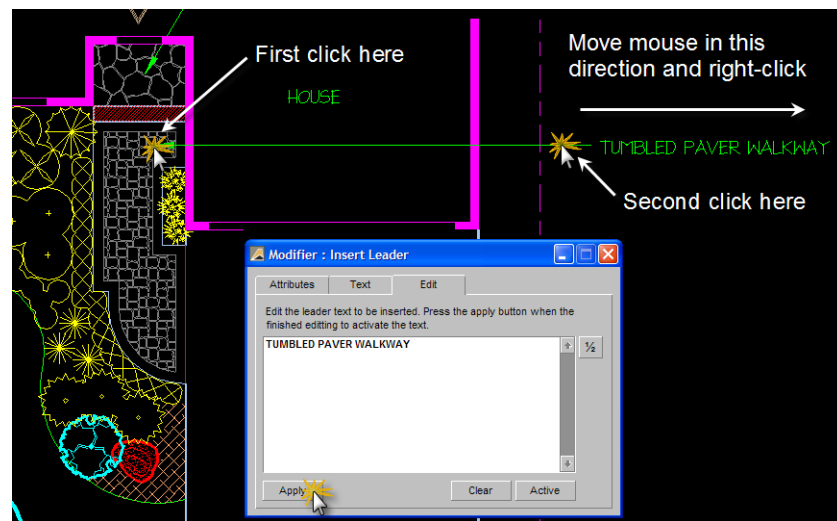 First click here
Move mouse in this
direction and right-click
HOUSE
TUMBLED PAVER WALKWAY
Second click here
Modifier : Insert Leader
Attributes Text Edit
Edit the leader text to be inserted. Press the apply button when the
finished editting to activate the text.
TUMBLED PAVER WALKWAY
½
Apply Clear Active